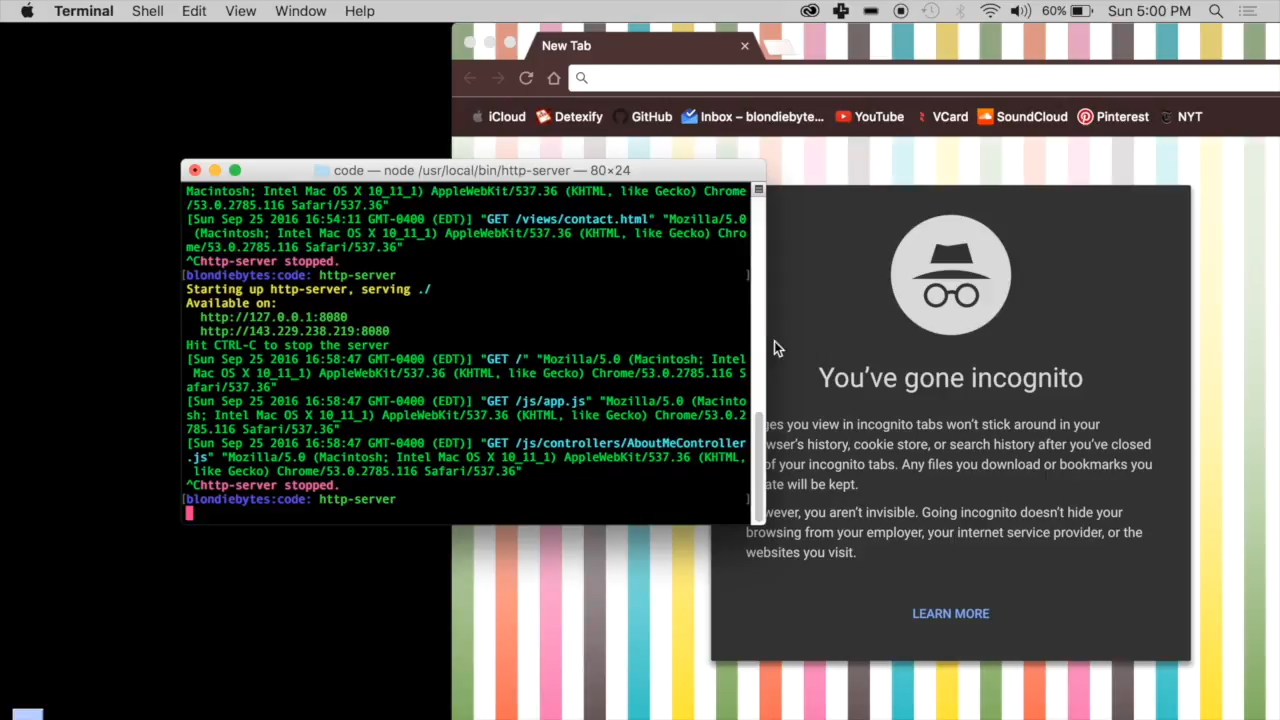 Terminal Shell Edit View Window Help 60% Sun 5:00 PM
New Tab
iCloud Detexify GitHub Inbox – blondiebyte... YouTube VCard SoundCloud Pinterest NYT
code — node /usr/local/bin/http-server — 80×24
Macintosh; Intel Mac OS X 10_11_1) AppleWebKit/537.36 (KHTML, like Gecko) Chrome
/53.0.2785.116 Safari/537.36"
[Sun Sep 25 2016 16:54:11 GMT-0400 (EDT)] "GET /views/contact.html" "Mozilla/5.0
(Macintosh; Intel Mac OS X 10_11_1) AppleWebKit/537.36 (KHTML, like Gecko) Chro
me/53.0.2785.116 Safari/537.36"
^Chttp-server stopped.
[blondiebytes:code: http-server ]
Starting up http-server, serving ./
Available on:
http://127.0.0.1:8080
http://143.229.238.219:8080
Hit CTRL-C to stop the server
[Sun Sep 25 2016 16:58:47 GMT-0400 (EDT)] "GET /" "Mozilla/5.0 (Macintosh; Intel
Mac OS X 10_11_1) AppleWebKit/537.36 (KHTML, like Gecko) Chrome/53.0.2785.116 S
afari/537.36"
[Sun Sep 25 2016 16:58:47 GMT-0400 (EDT)] "GET /js/app.js" "Mozilla/5.0 (Macinto
sh; Intel Mac OS X 10_11_1) AppleWebKit/537.36 (KHTML, like Gecko) Chrome/53.0.2
785.116 Safari/537.36"
[Sun Sep 25 2016 16:58:47 GMT-0400 (EDT)] "GET /js/controllers/AboutMeController
.js" "Mozilla/5.0 (Macintosh; Intel Mac OS X 10_11_1) AppleWebKit/537.36 (KHTML,
like Gecko) Chrome/53.0.2785.116 Safari/537.36"
^Chttp-server stopped.
[blondiebytes:code: http-server ]
You've gone incognito
you view in incognito tabs won't stick around in your
history, cookie store, or search history after you've closed
of your incognito tabs. Any files you download or bookmarks you
will be kept.
you aren't invisible. Going incognito doesn't hide your
browsing from your employer, your internet service provider, or the
websites you visit.
LEARN MORE